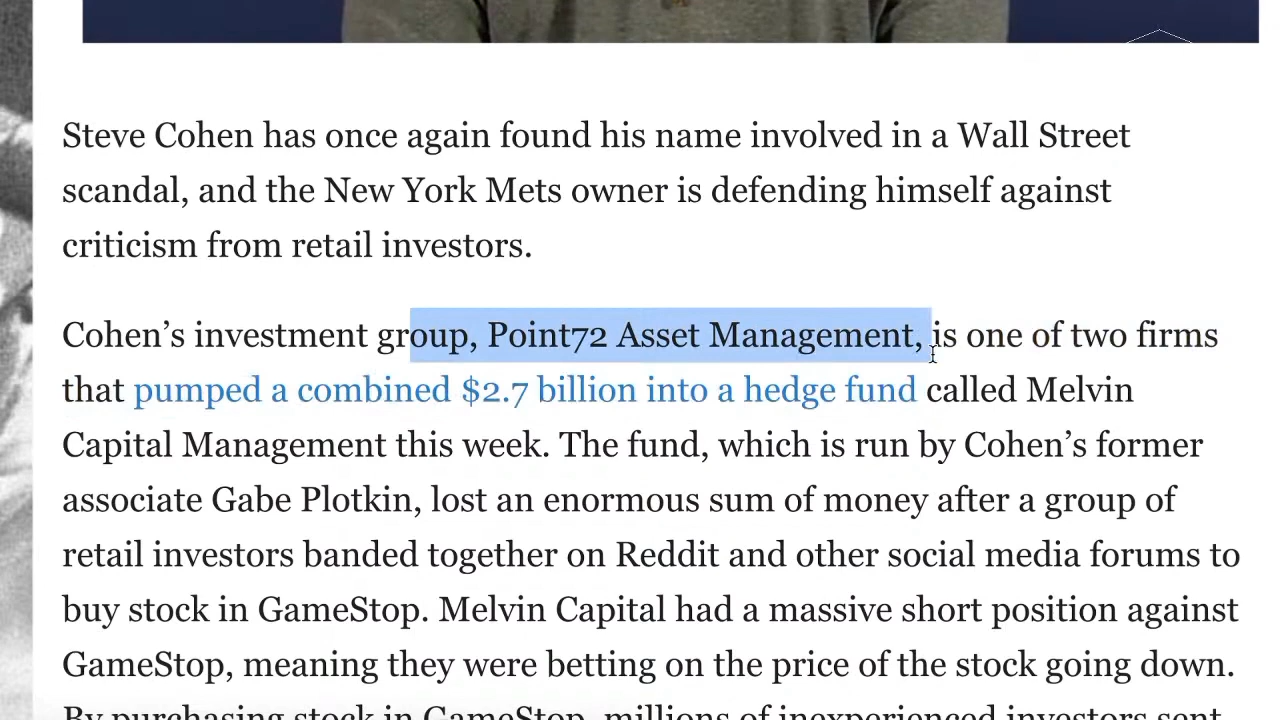 Steve Cohen has once again found his name involved in a Wall Street
scandal, and the New York Mets owner is defending himself against
criticism from retail investors.
Cohen’s investment group, Point72 Asset Management, is one of two firms
that pumped a combined $2.7 billion into a hedge fund called Melvin
Capital Management this week. The fund, which is run by Cohen’s former
associate Gabe Plotkin, lost an enormous sum of money after a group of
retail investors banded together on Reddit and other social media forums to
buy stock in GameStop. Melvin Capital had a massive short position against
GameStop, meaning they were betting on the price of the stock going down.
By purchasing stock in GameStop, millions of inexperienced investors sent